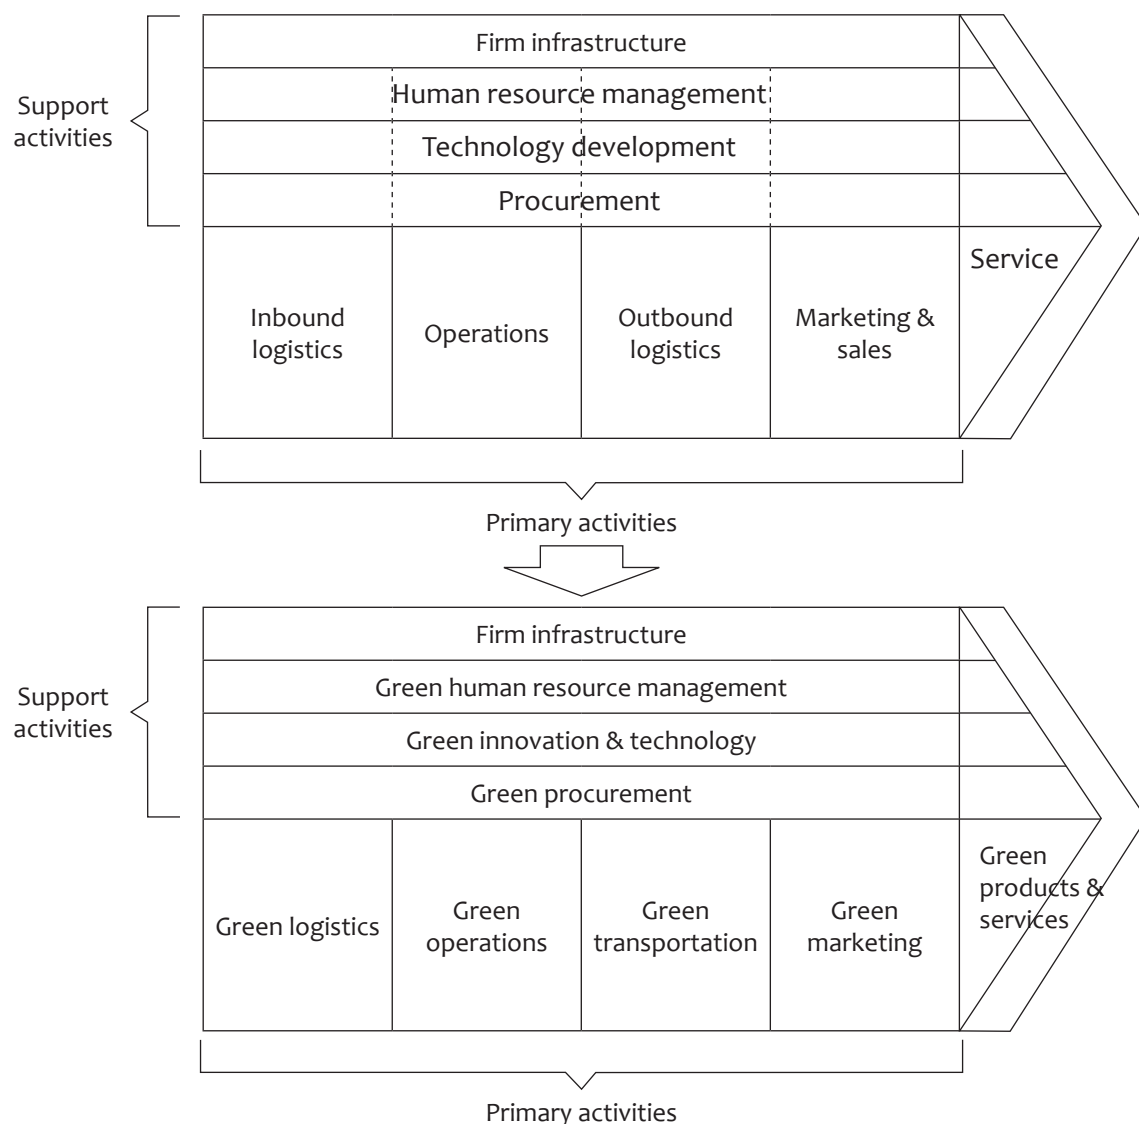 Firm infrastructure
Support
activities
Human resource management
Technology development
Procurement
Service
Inbound
logistics
Operations
Outbound
logistics
Marketing &
sales
Primary activities
Firm infrastructure
Support
activities
Green human resource management
Green innovation & technology
Green procurement
Green logistics
Green
operations
Green
transportation
Green
marketing
Green
products &
services
Primary activities